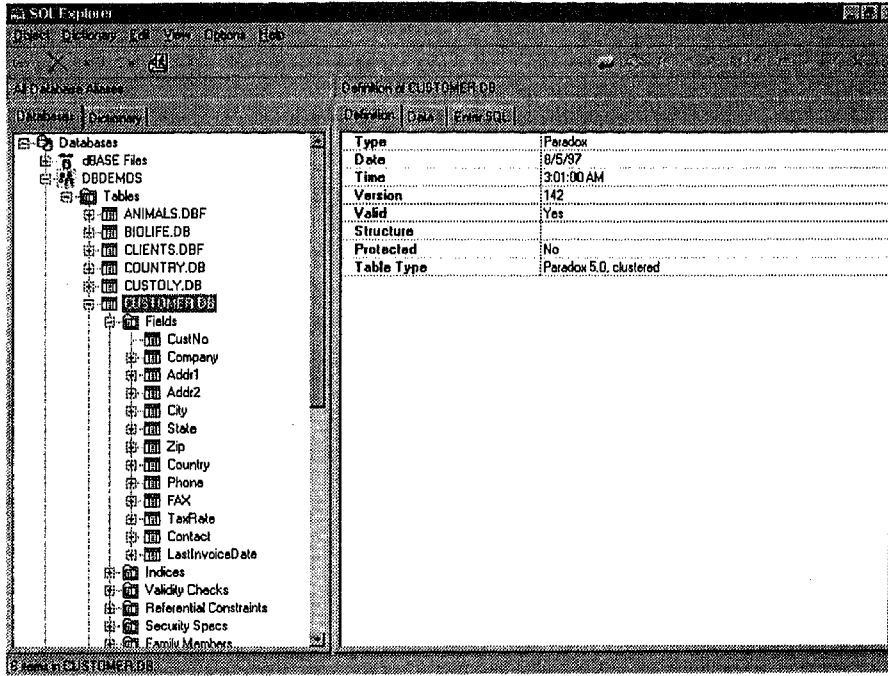 SQL Explorer
Object Dictionary Edit View Options Help
All Database Aliases
Definition of CUSTOMER.DB
Databases Dictionary
Definition Data Enter SQL
Databases
dBASE Files
DBDEMOS
Tables
ANIMALS.DBF
BIOLIFE.DB
CLIENTS.DBF
COUNTRY.DB
CUSTOLY.DB
CUSTOMER.DB
Fields
CustNo
Company
Addr1
Addr2
City
State
Zip
Country
Phone
FAX
TaxRate
Contact
LastInvoiceDate
Indices
Validity Checks
Referential Constraints
Security Specs
Family Members
Type Paradox
Date 8/5/97
Time 3:01:00 AM
Version 142
Valid Yes
Structure
Protected No
Table Type Paradox 5.0, clustered
6 items in CUSTOMER.DB